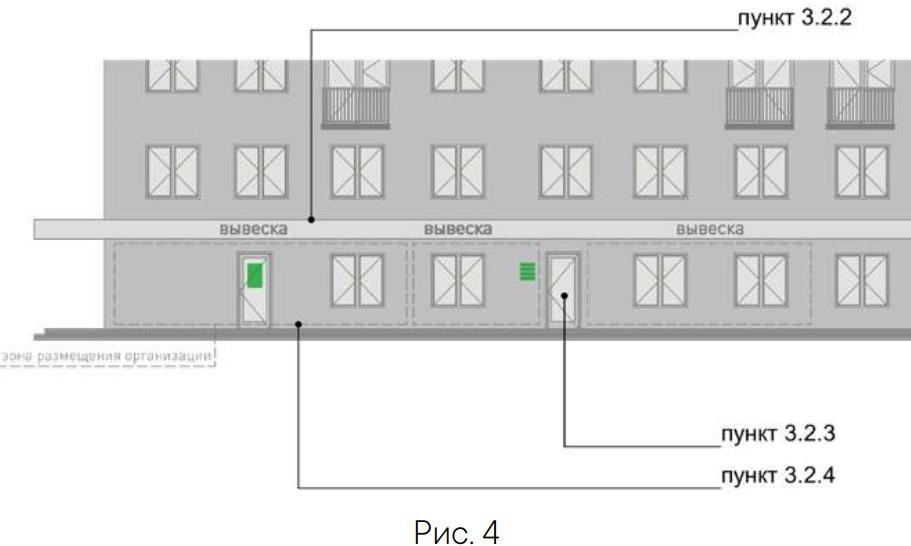 пункт 3.2.2
вывеска вывеска вывеска
зона размещения организации
пункт 3.2.3
пункт 3.2.4
Рис. 4